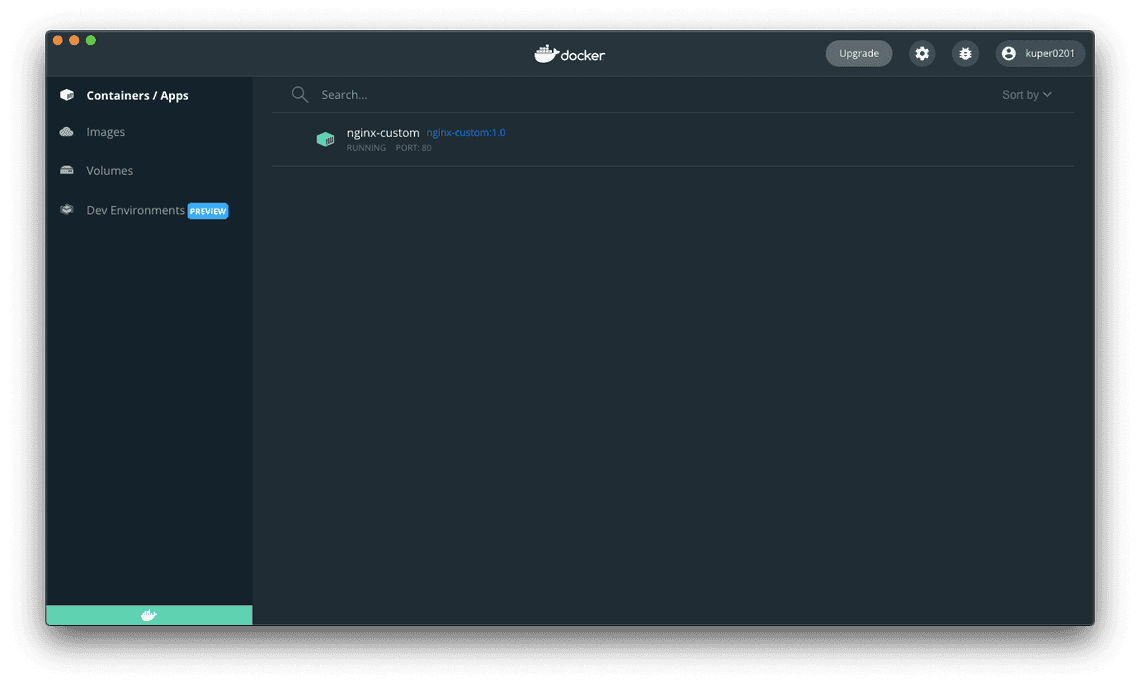 docker
Upgrade
kuper0201
Containers / Apps
Images
Volumes
Dev Environments PREVIEW
Search...
Sort by
nginx-custom nginx-custom:1.0
RUNNING PORT: 80